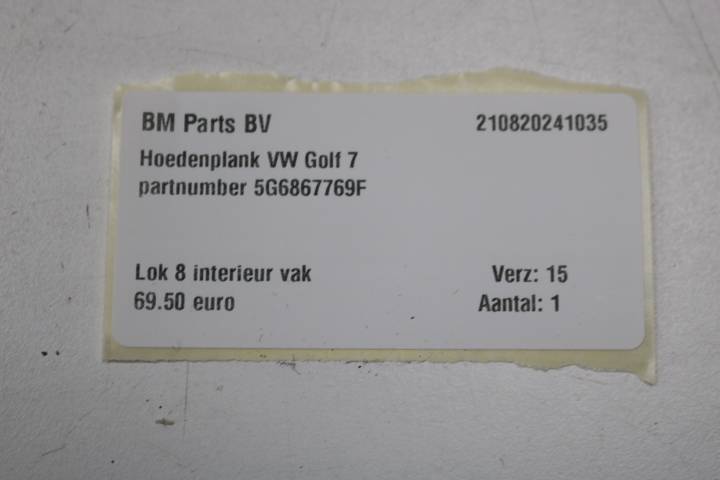 BM Parts BV 210820241035
Hoedenplank VW Golf 7
partnumber 5G6867769F
Lok 8 interieur vak Verz: 15
69.50 euro Aantal: 1